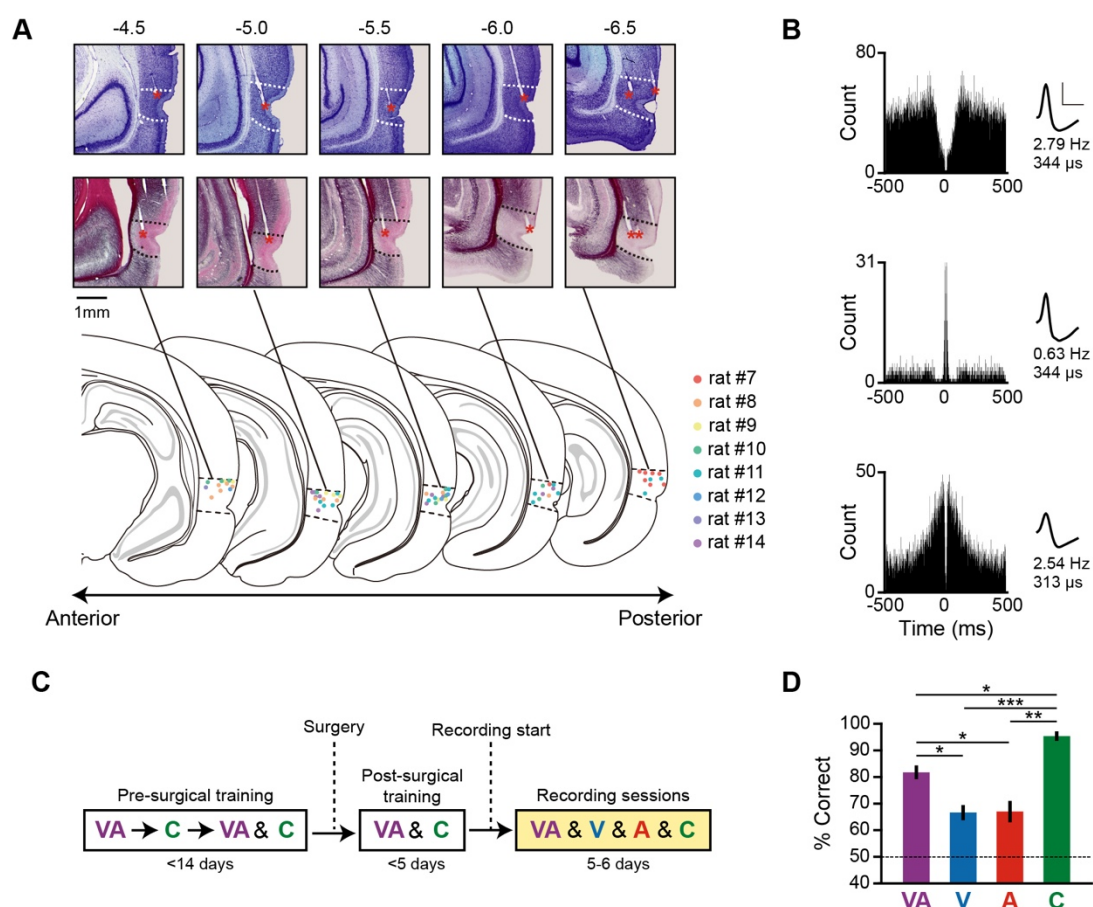 A
-4.5 -5.0 -5.5 -6.0 -6.5
* * * * * *
* * * * **
1mm
rat #7
rat #8
rat #9
rat #10
rat #11
rat #12
rat #13
rat #14
Anterior Posterior
B
80
Count
0
-500 0 500
2.79 Hz
344 µs
31
Count
0
-500 0 500
0.63 Hz
344 µs
50
Count
0
-500 0 500
Time (ms)
2.54 Hz
313 µs
C
Surgery
Recording start
Pre-surgical training
VA → C → VA & C
<14 days
Post-surgical
training
VA & C
<5 days
Recording sessions
VA & V & A & C
5-6 days
D
*
***
**
*
*
% Correct
100
90
80
70
60
50
40
VA V A C